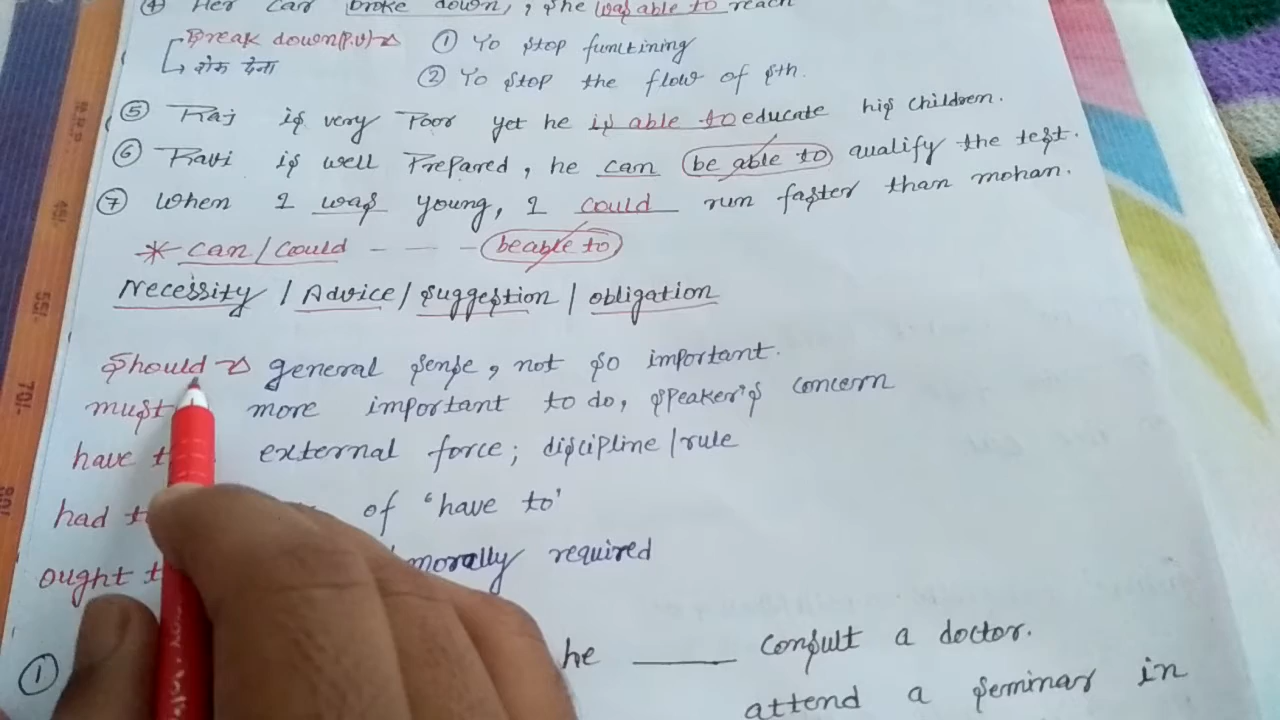 ④ Her car broke down, she was able to reach
Break down(p.v) ① To stop functining
रोक देना ② To stop the flow of sth.
⑤ Raj is very Poor yet he is able to educate his children.
⑥ Ravi is well Prepared, he can be able to qualify the test.
⑦ When I was young, I could run faster than mohan.
* can/could - - - be able to
Necessity / Advice / suggestion / obligation
should → general sense, not so important.
must more important to do, speaker's concern
have external force; discipline/rule
had of 'have to'
ought morally required
① he ____ consult a doctor.
attend a seminar in